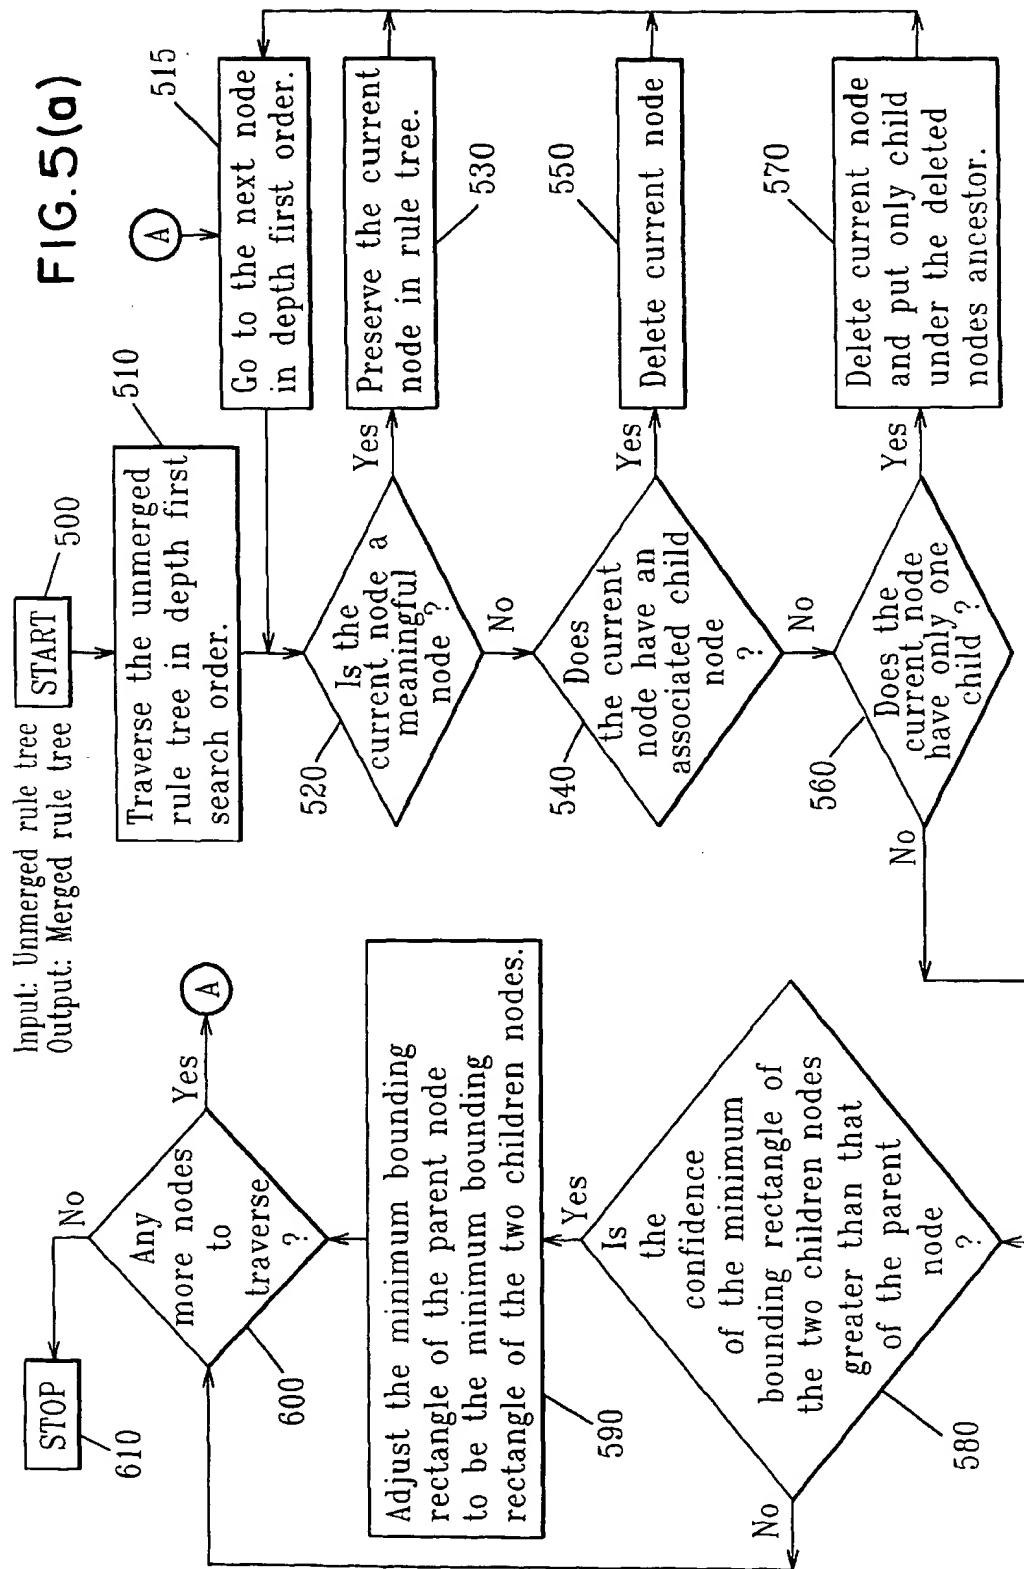 FIG.5(a)
Input: Unmerged rule tree
Output: Merged rule tree
START
500
Traverse the unmerged
rule tree in depth first
search order.
510
A
Go to the next node
in depth first order.
515
Is the
current node a
meaningful
node ?
520
Yes
Preserve the current
node in rule tree.
530
No
Does
the current
node have an
associated child
node
?
540
Yes
Delete current node
550
No
Does the
current node
have only one
child ?
560
Yes
Delete current node
and put only child
under the deleted
nodes ancestor.
570
No
Is
the
confidence
of the minimum
bounding rectangle of
the two children nodes
greater than that
of the parent
node
?
580
No
Yes
Adjust the minimum bounding
rectangle of the parent node
to be the minimum bounding
rectangle of the two children nodes.
590
Any
more nodes
to
traverse
?
600
Yes
A
No
STOP
610